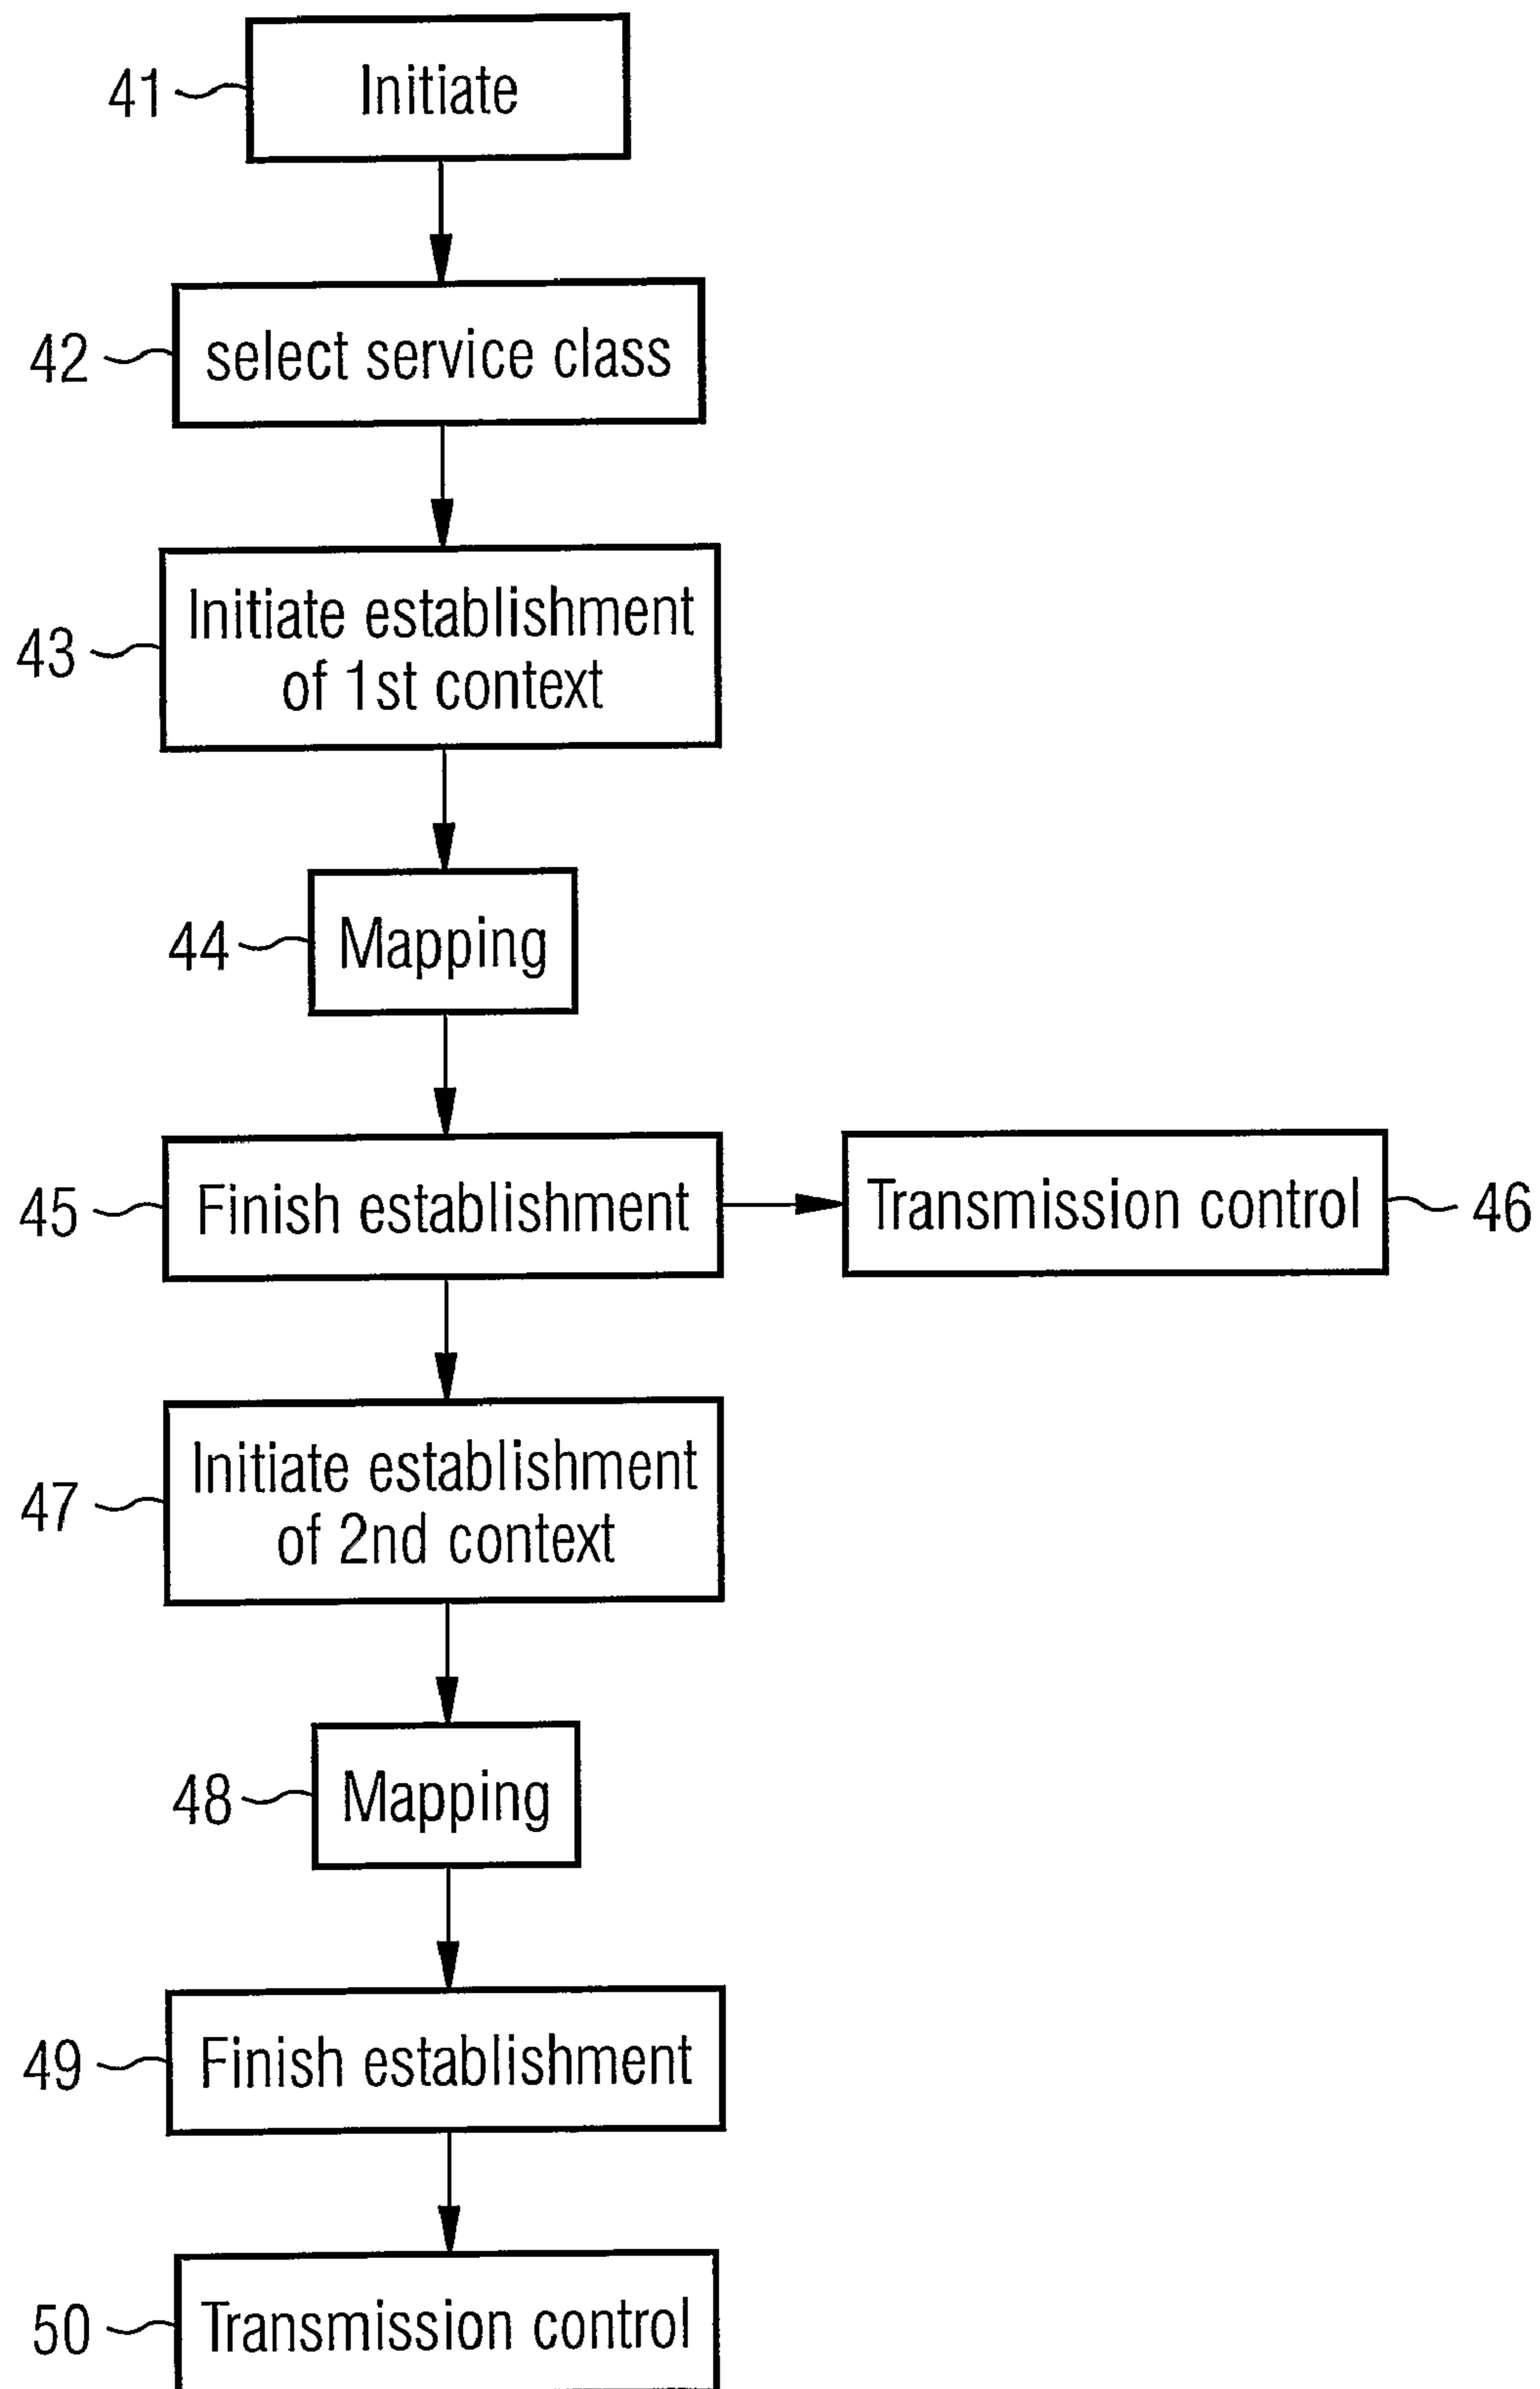 41
Initiate
42
select service class
43
Initiate establishment
of 1st context
44
Mapping
45
Finish establishment
Transmission control
46
47
Initiate establishment
of 2nd context
48
Mapping
49
Finish establishment
50
Transmission control